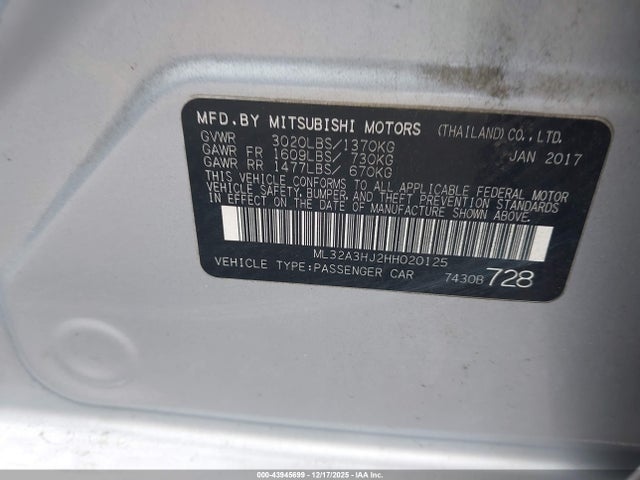 MFD.BY MITSUBISHI MOTORS (THAILAND) CO., LTD.
GVWR 3020LBS/1370KG JAN 2017
GAWR FR 1609LBS/ 730KG
GAWR RR 1477LBS/ 670KG
THIS VEHICLE CONFORMS TO ALL APPLICABLE FEDERAL MOTOR
VEHICLE SAFETY, BUMPER, AND THEFT PREVENTION STANDARDS
IN EFFECT ON THE DATE OF MANUFACTURE SHOWN ABOVE.
ML32A3HJ2HH020125
VEHICLE TYPE:PASSENGER CAR 7430B 728
000-43945699 - 12/17/2025 - IAAI.COM